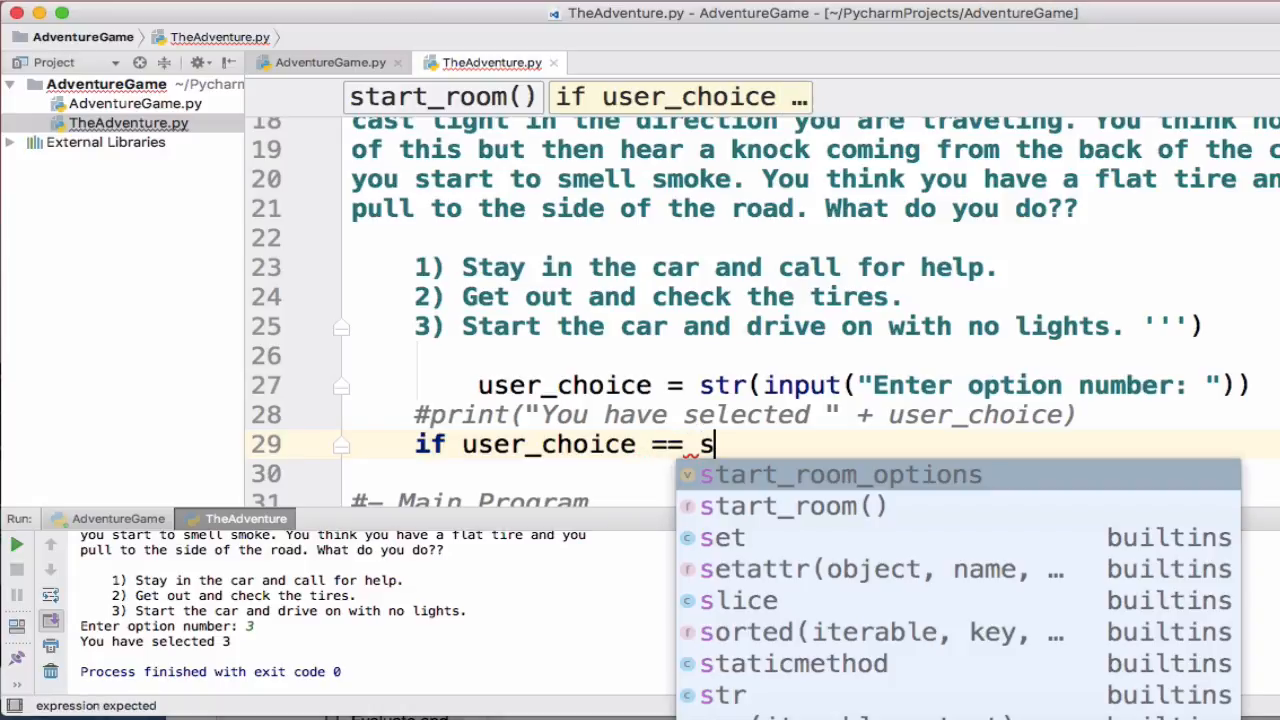 TheAdventure.py - AdventureGame - [~/PycharmProjects/AdventureGame]
AdventureGame TheAdventure.py
Project
AdventureGame.py TheAdventure.py
AdventureGame ~/Pycharm
AdventureGame.py
TheAdventure.py
External Libraries
start_room() if user_choice ...
18 cast light in the direction you are traveling. You think
19 of this but then hear a knock coming from the back of the
20 you start to smell smoke. You think you have a flat tire
21 pull to the side of the road. What do you do??
22
23 1) Stay in the car and call for help.
24 2) Get out and check the tires.
25 3) Start the car and drive on with no lights. ''')
26
27 user_choice = str(input("Enter option number: "))
28 #print("You have selected " + user_choice)
29 if user_choice == s
30
31 #— Main Program
start_room_options
start_room()
set builtins
setattr(object, name, … builtins
slice builtins
sorted(iterable, key, … builtins
staticmethod builtins
str builtins
Run: AdventureGame TheAdventure
you start to smell smoke. You think you have a flat tire and you
pull to the side of the road. What do you do??
1) Stay in the car and call for help.
2) Get out and check the tires.
3) Start the car and drive on with no lights.
Enter option number: 3
You have selected 3
Process finished with exit code 0
expression expected